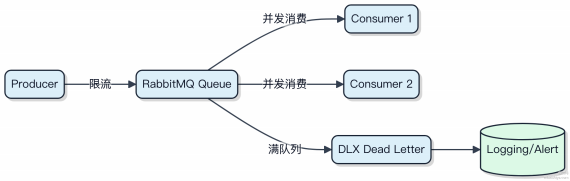 并发消费
Consumer 1
Producer
限流
RabbitMQ Queue
并发消费
Consumer 2
满队列
DLX Dead Letter
Logging/Alert